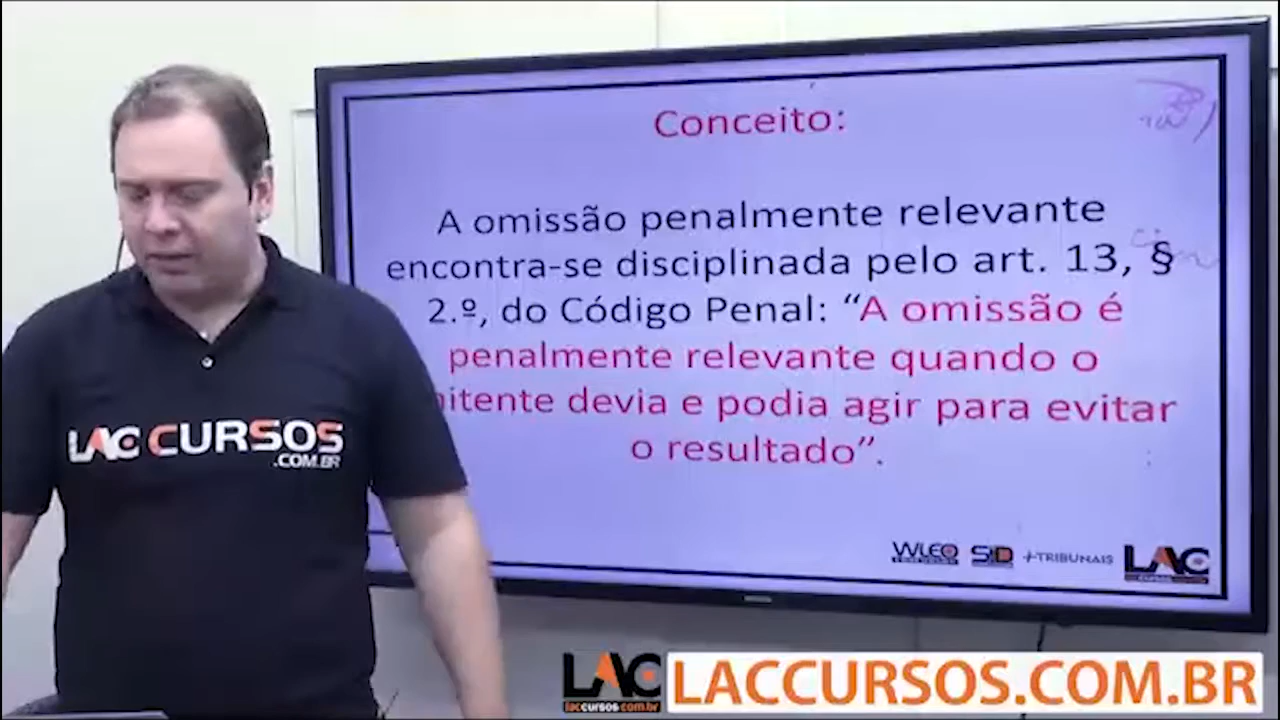 Conceito:
A omissão penalmente relevante
encontra-se disciplinada pelo art. 13, §
2.º, do Código Penal: “A omissão é
penalmente relevante quando o
itente devia e podia agir para evitar
o resultado”.
LAC CURSOS
.COM.BR
WLEO
SD
+TRIBUNAIS
LAC
CURSOS
LAC
laccursos.com.br
LACCURSOS.COM.BR